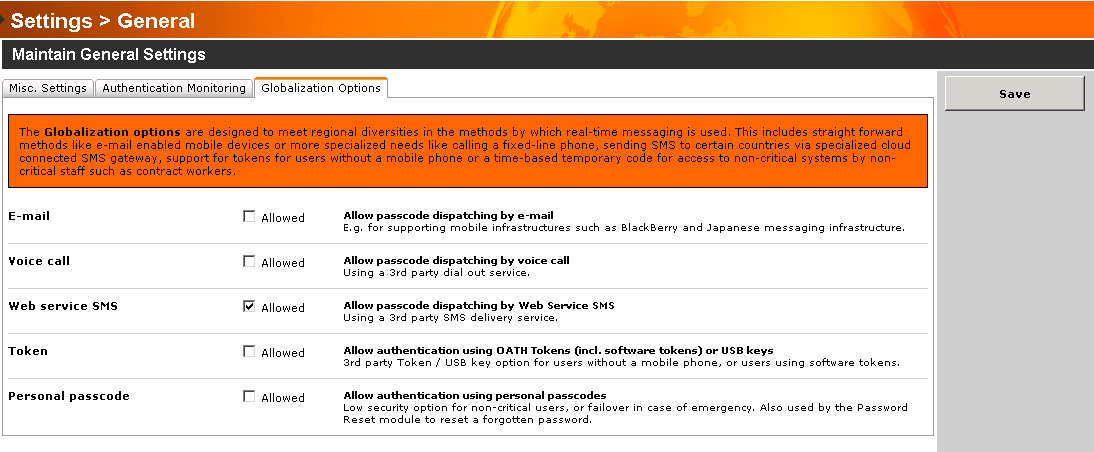 Settings > General
Maintain General Settings
Misc. Settings Authentication Monitoring Globalization Options
Save
The Globalization options are designed to meet regional diversities in the methods by which real-time messaging is used. This includes straight forward
methods like e-mail enabled mobile devices or more specialized needs like calling a fixed-line phone, sending SMS to certain countries via specialized cloud
connected SMS gateway, support for tokens for users without a mobile phone or a time-based temporary code for access to non-critical systems by non-
critical staff such as contract workers.
E-mail Allowed Allow passcode dispatching by e-mail
E.g. for supporting mobile infrastructures such as BlackBerry and Japanese messaging infrastructure.
Voice call Allowed Allow passcode dispatching by voice call
Using a 3rd party dial out service.
Web service SMS Allowed Allow passcode dispatching by Web Service SMS
Using a 3rd party SMS delivery service.
Token Allowed Allow authentication using OATH Tokens (incl. software tokens) or USB keys
3rd party Token / USB key option for users without a mobile phone, or users using software tokens.
Personal passcode Allowed Allow authentication using personal passcodes
Low security option for non-critical users, or failover in case of emergency. Also used by the Password
Reset module to reset a forgotten password.